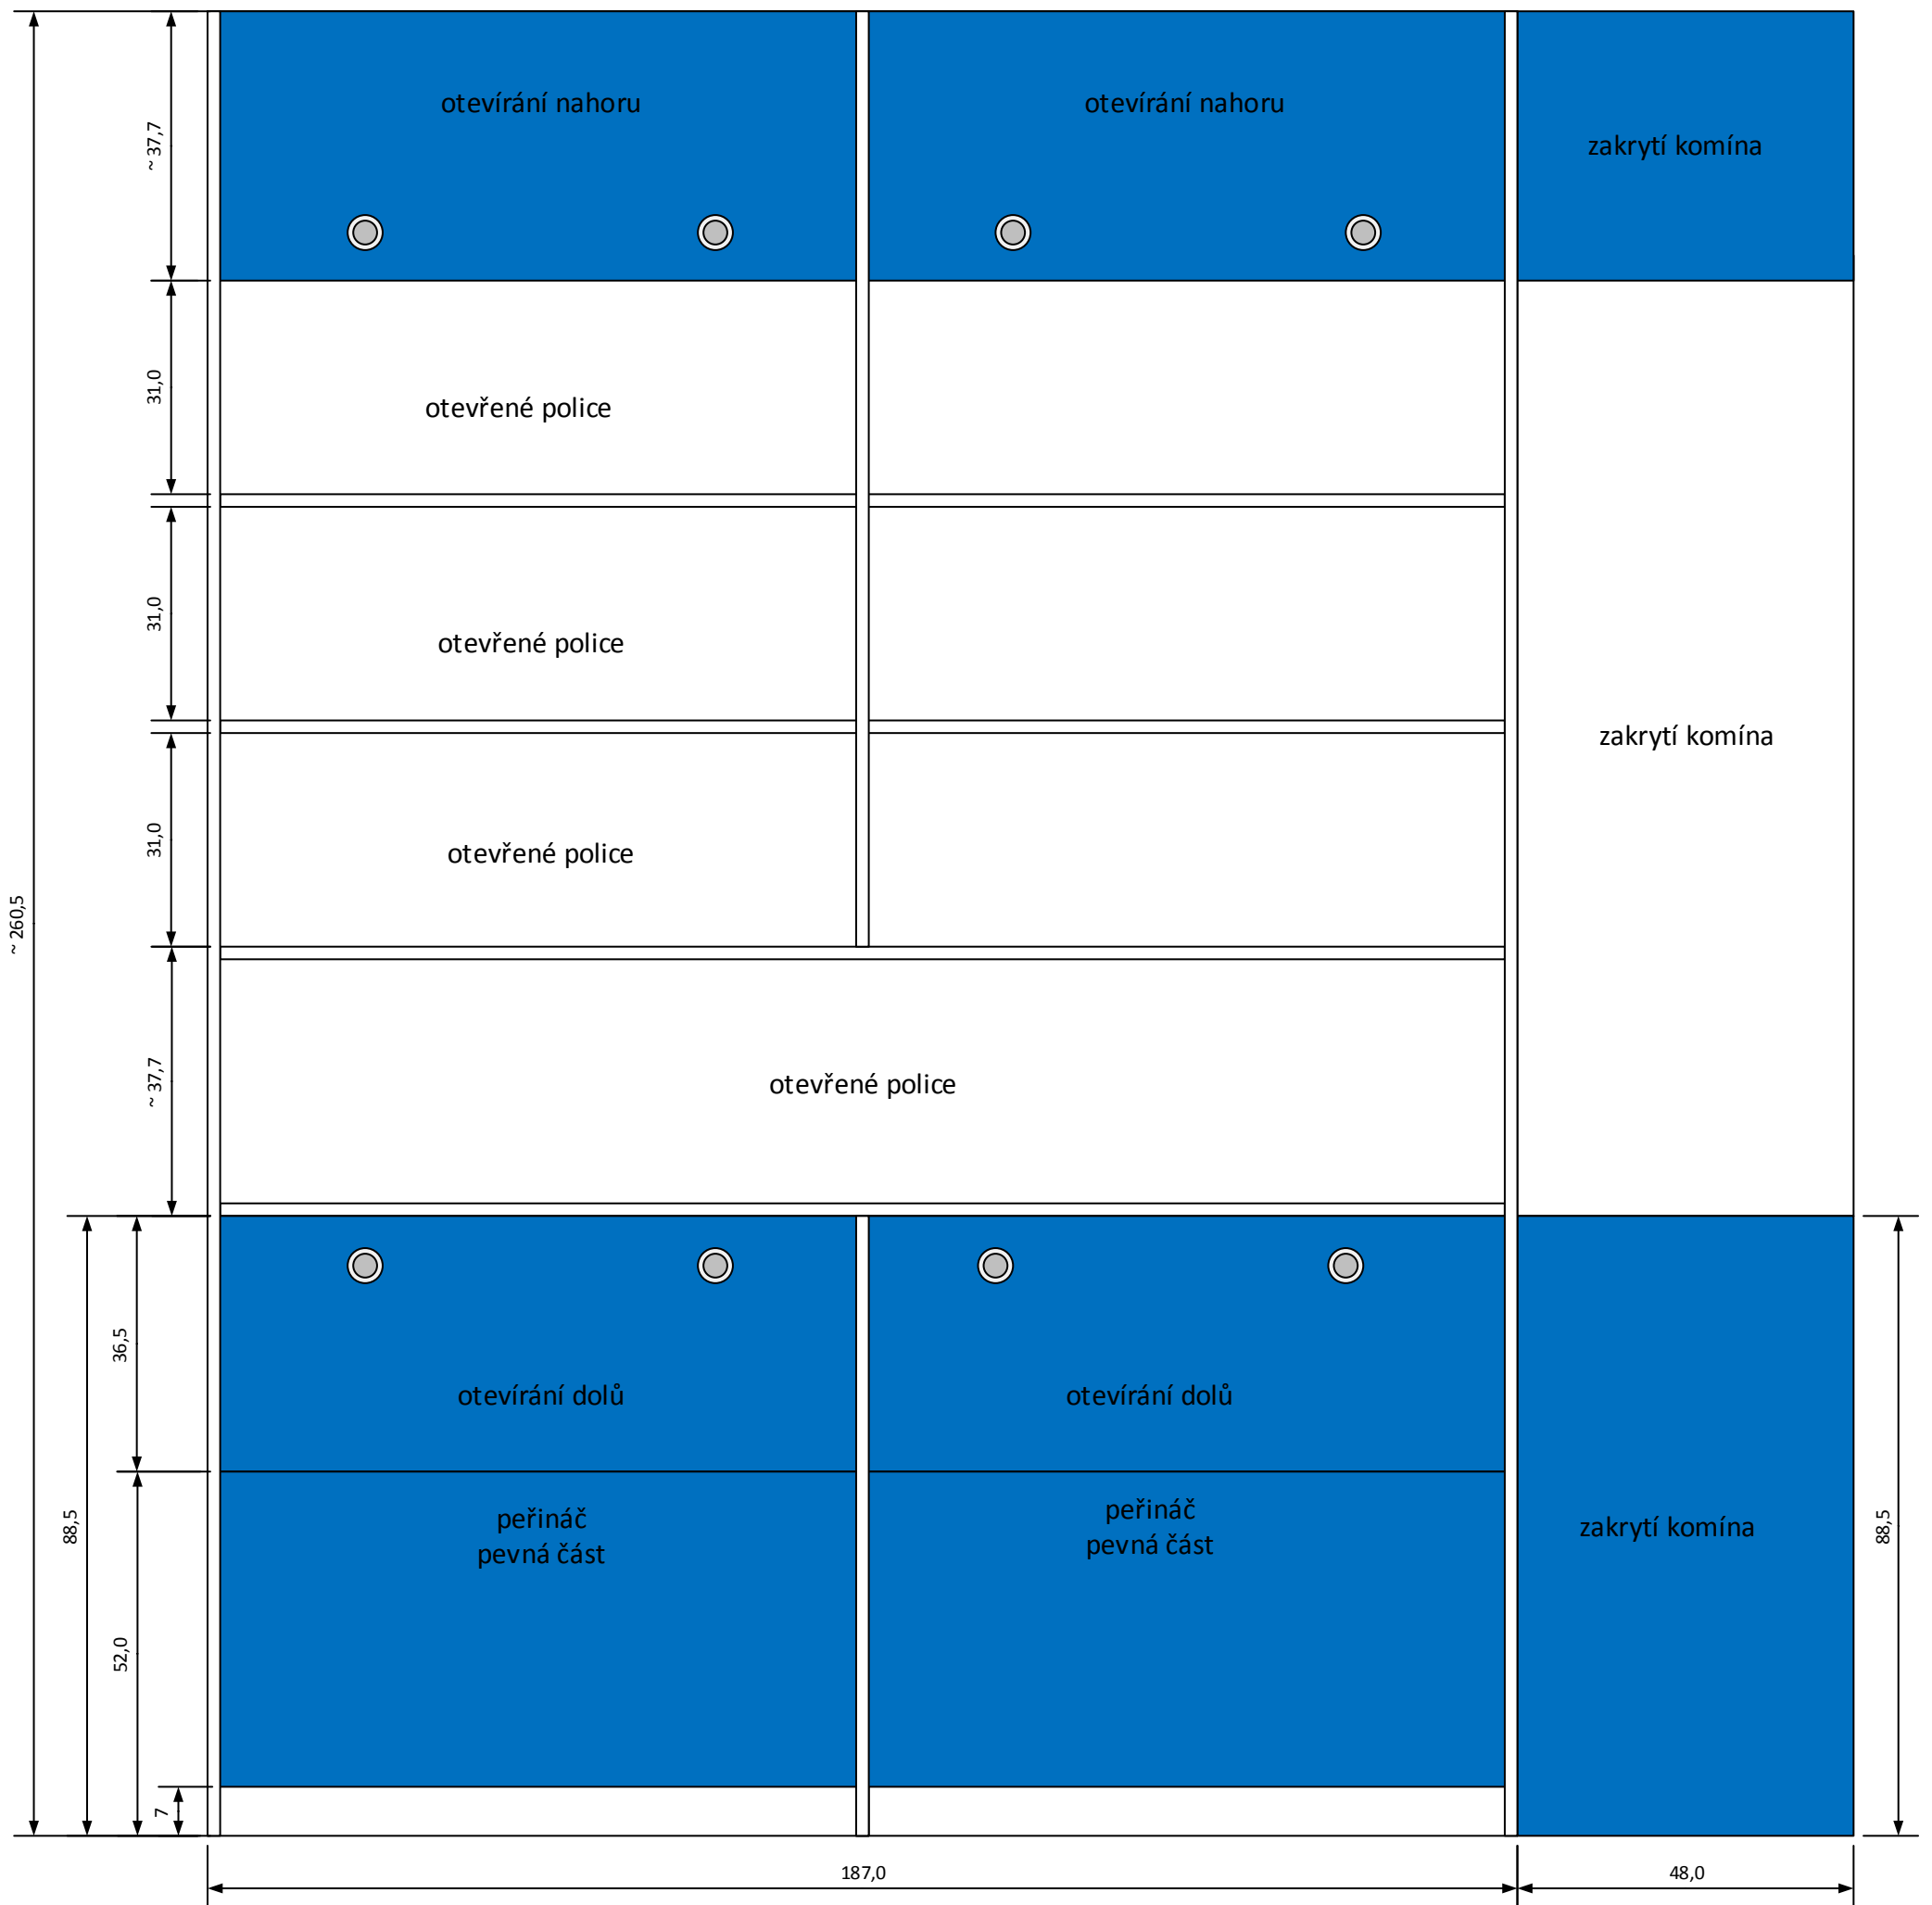 otevírání nahoru
otevírání nahoru
zakrytí komína
~ 37,7
31,0
otevřené police
31,0
otevřené police
zakrytí komína
31,0
otevřené police
~ 260,5
~ 37,7
otevřené police
36,5
otevírání dolů
otevírání dolů
88,5
peřináč
pevná část
peřináč
pevná část
zakrytí komína
88,5
52,0
7
187,0
48,0